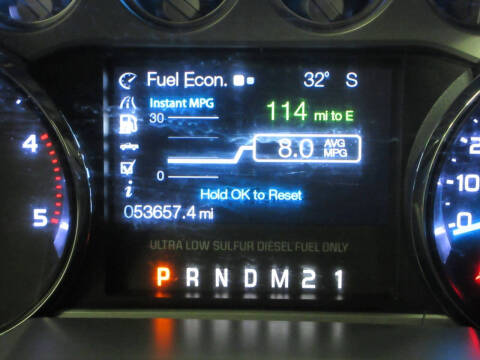 Fuel Econ. 32° S
Instant MPG
30
114 mi to E
8.0 AVG MPG
0
Hold OK to Reset
053657.4 mi
ULTRA LOW SULFUR DIESEL FUEL ONLY
P R N D M 2 1
4
5
2
10
0